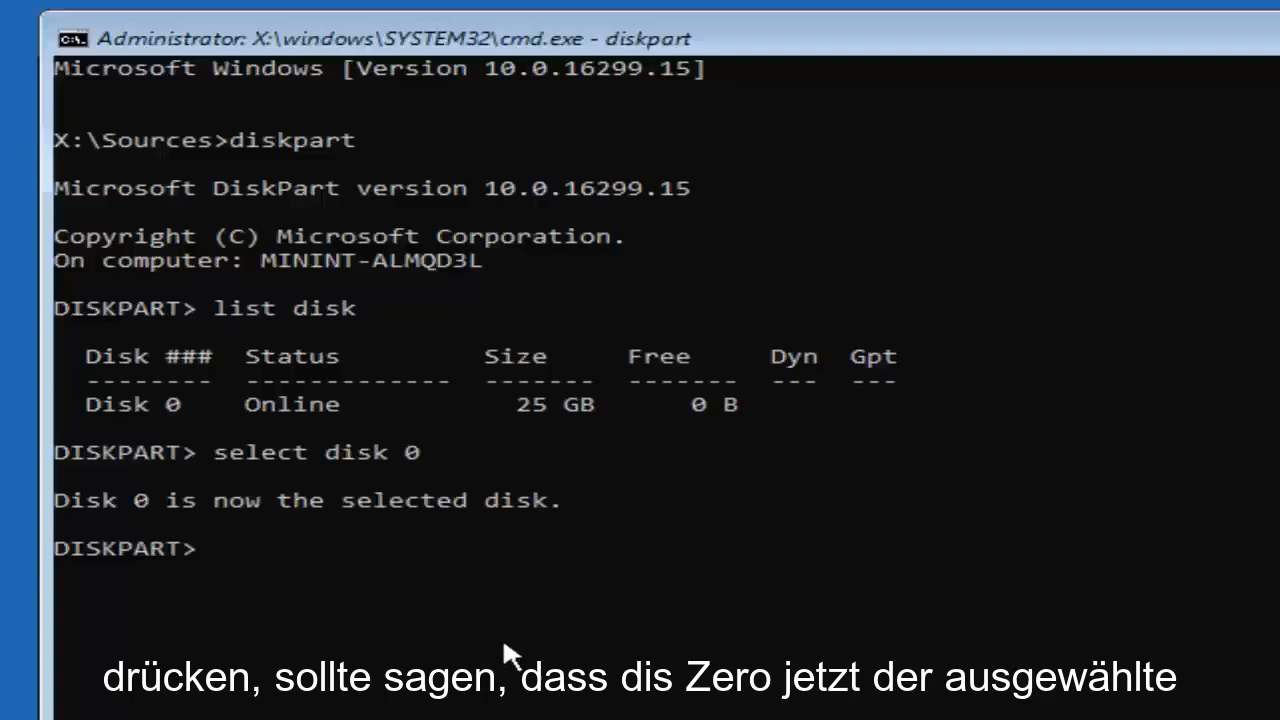 Administrator: X:\windows\SYSTEM32\cmd.exe - diskpart
Microsoft Windows [Version 10.0.16299.15]
X:\Sources>diskpart
Microsoft DiskPart version 10.0.16299.15
Copyright (C) Microsoft Corporation.
On computer: MININT-ALMQD3L
DISKPART> list disk
Disk ### Status Size Free Dyn Gpt
-------- ------------- ------- ------- --- ---
Disk 0 Online 25 GB 0 B
DISKPART> select disk 0
Disk 0 is now the selected disk.
DISKPART>
drücken, sollte sagen, dass dis Zero jetzt der ausgewählte